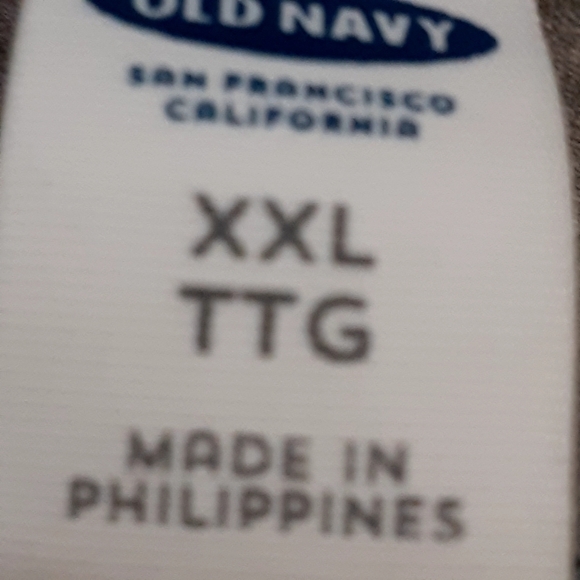 OLD NAVY
SAN FRANCISCO
CALIFORNIA
XXL
TTG
MADE IN
PHILIPPINES